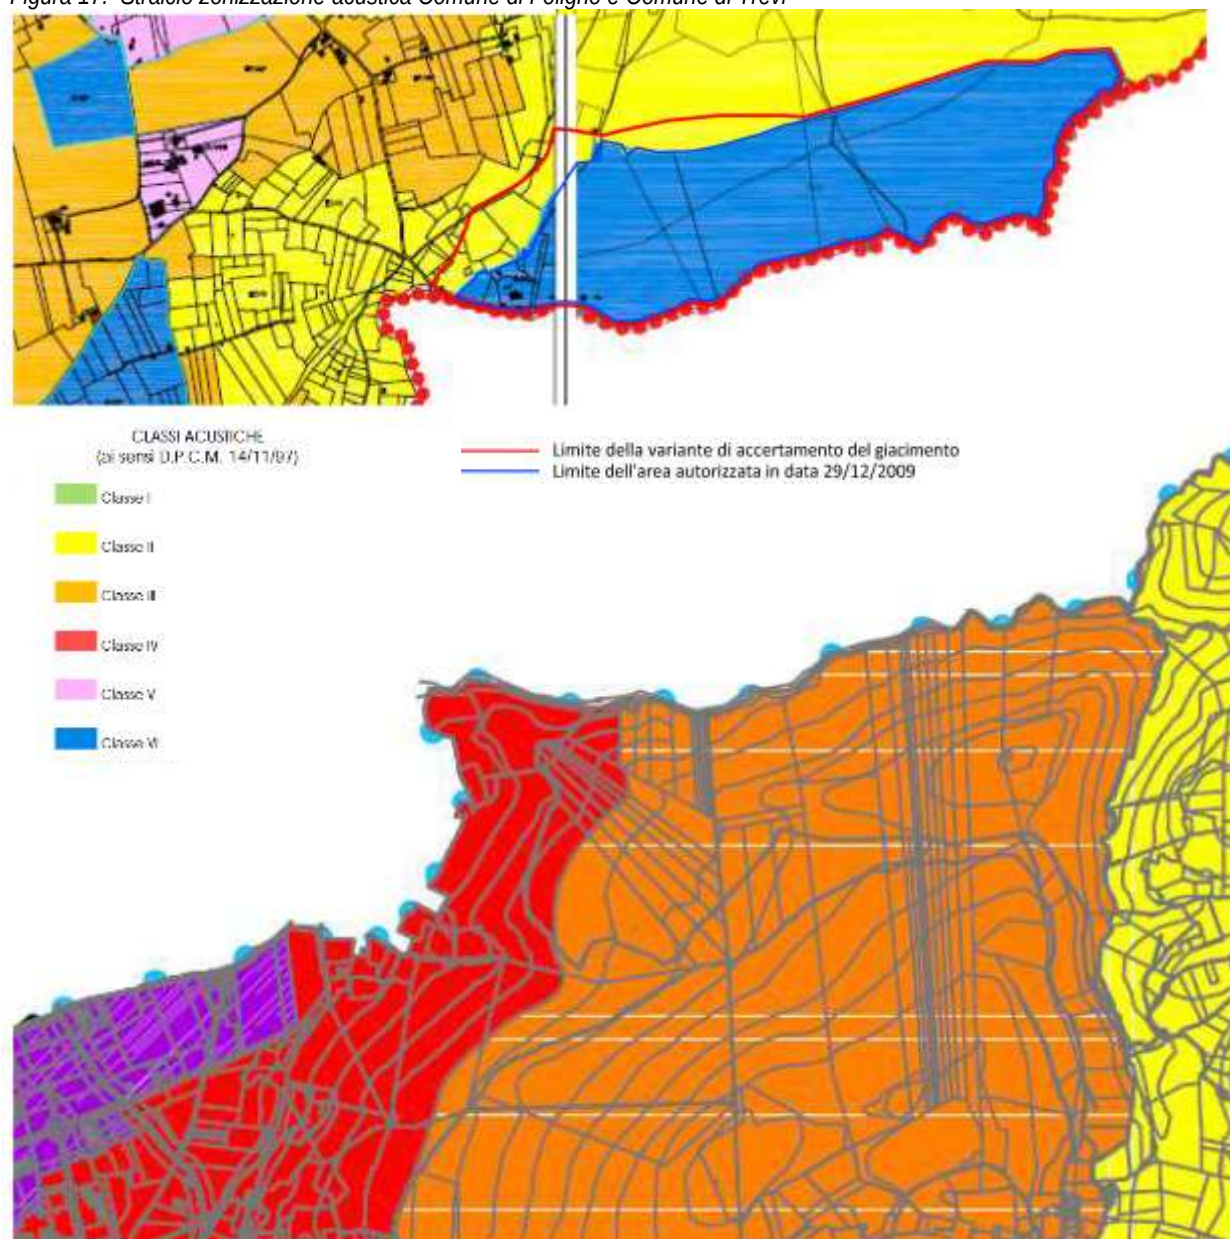 Figura 17: Stralcio zonizzazione acustica Comune di Foligno e Comune di Trevi
CLASSI ACUSTICHE
(ai sensi D.P.C.M. 14/11/97)
Limite della variante di accertamento del giacimento
Limite dell'area autorizzata in data 29/12/2009
Classe I
Classe II
Classe III
Classe IV
Classe V
Classe VI